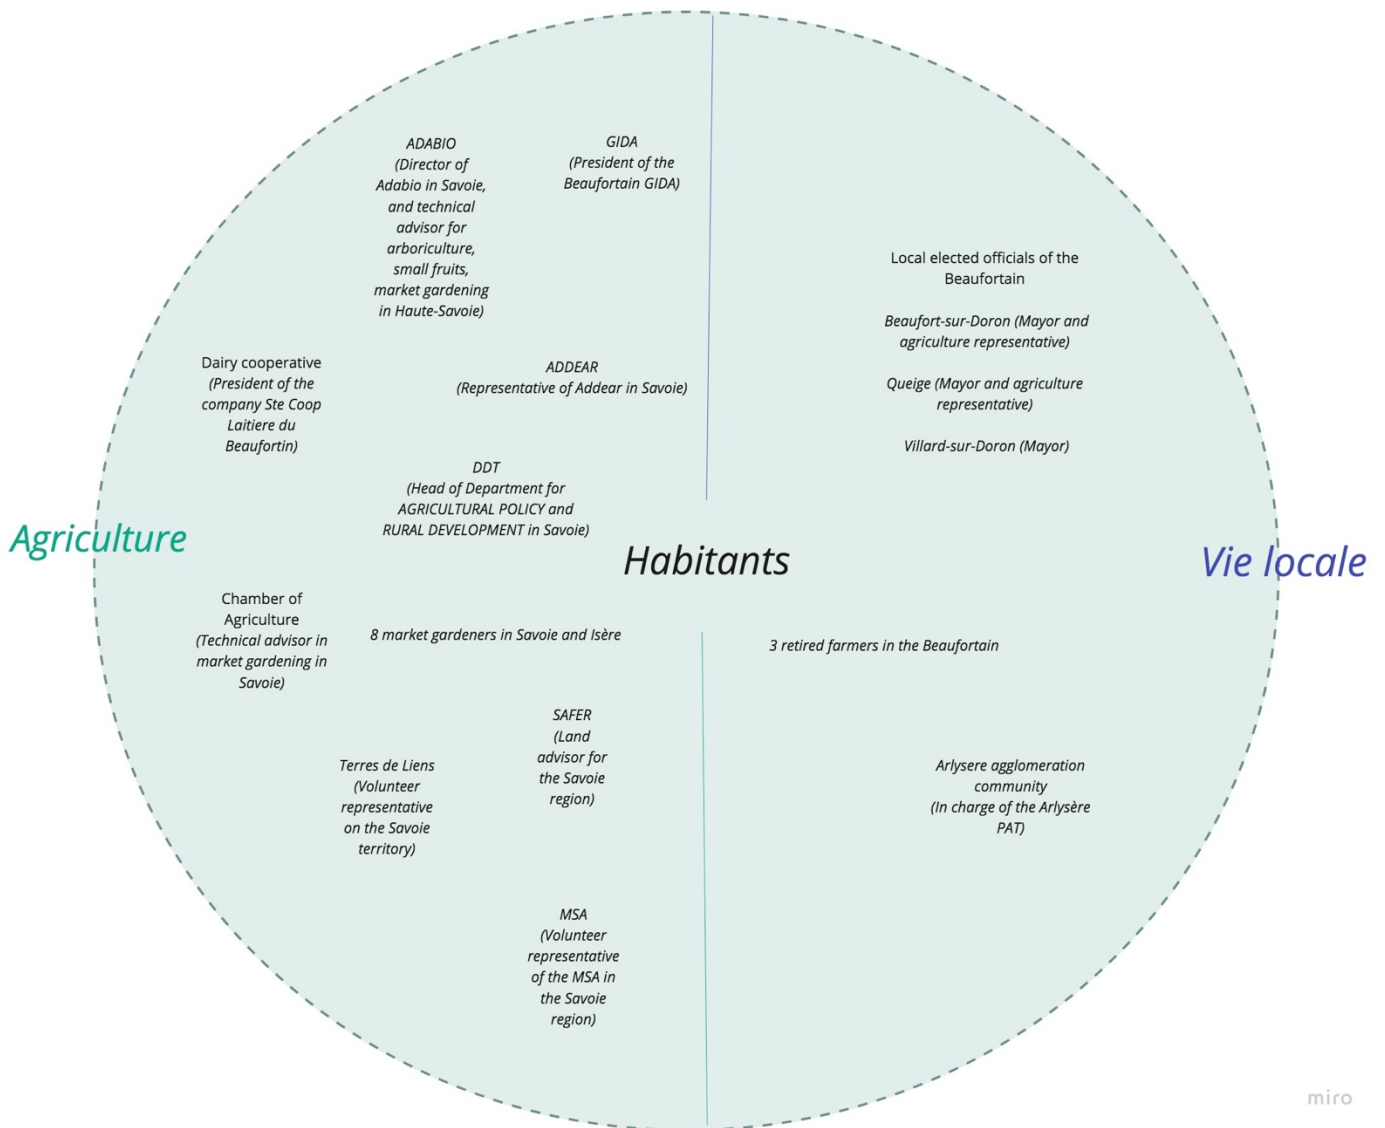 ADABIO
(Director of
Adabio in Savoie,
and technical
advisor for
arboriculture,
small fruits,
market gardening
in Haute-Savoie)
GIDA
(President of the
Beaufortain GIDA)
Local elected officials of the
Beaufortain
Beaufort-sur-Doron (Mayor and
agriculture representative)
Queige (Mayor and agriculture
representative)
Villard-sur-Doron (Mayor)
Dairy cooperative
(President of the
company Ste Coop
Laitiere du
Beaufortin)
ADDEAR
(Representative of Addear in Savoie)
DDT
(Head of Department for
AGRICULTURAL POLICY and
RURAL DEVELOPMENT in Savoie)
Agriculture
Habitants
Vie locale
Chamber of
Agriculture
(Technical advisor in
market gardening in
Savoie)
8 market gardeners in Savoie and Isère
3 retired farmers in the Beaufortain
SAFER
(Land
advisor for
the Savoie
region)
Terres de Liens
(Volunteer
representative
on the Savoie
territory)
Arlysere agglomeration
community
(In charge of the Arlysère
PAT)
MSA
(Volunteer
representative
of the MSA in
the Savoie
region)
miro